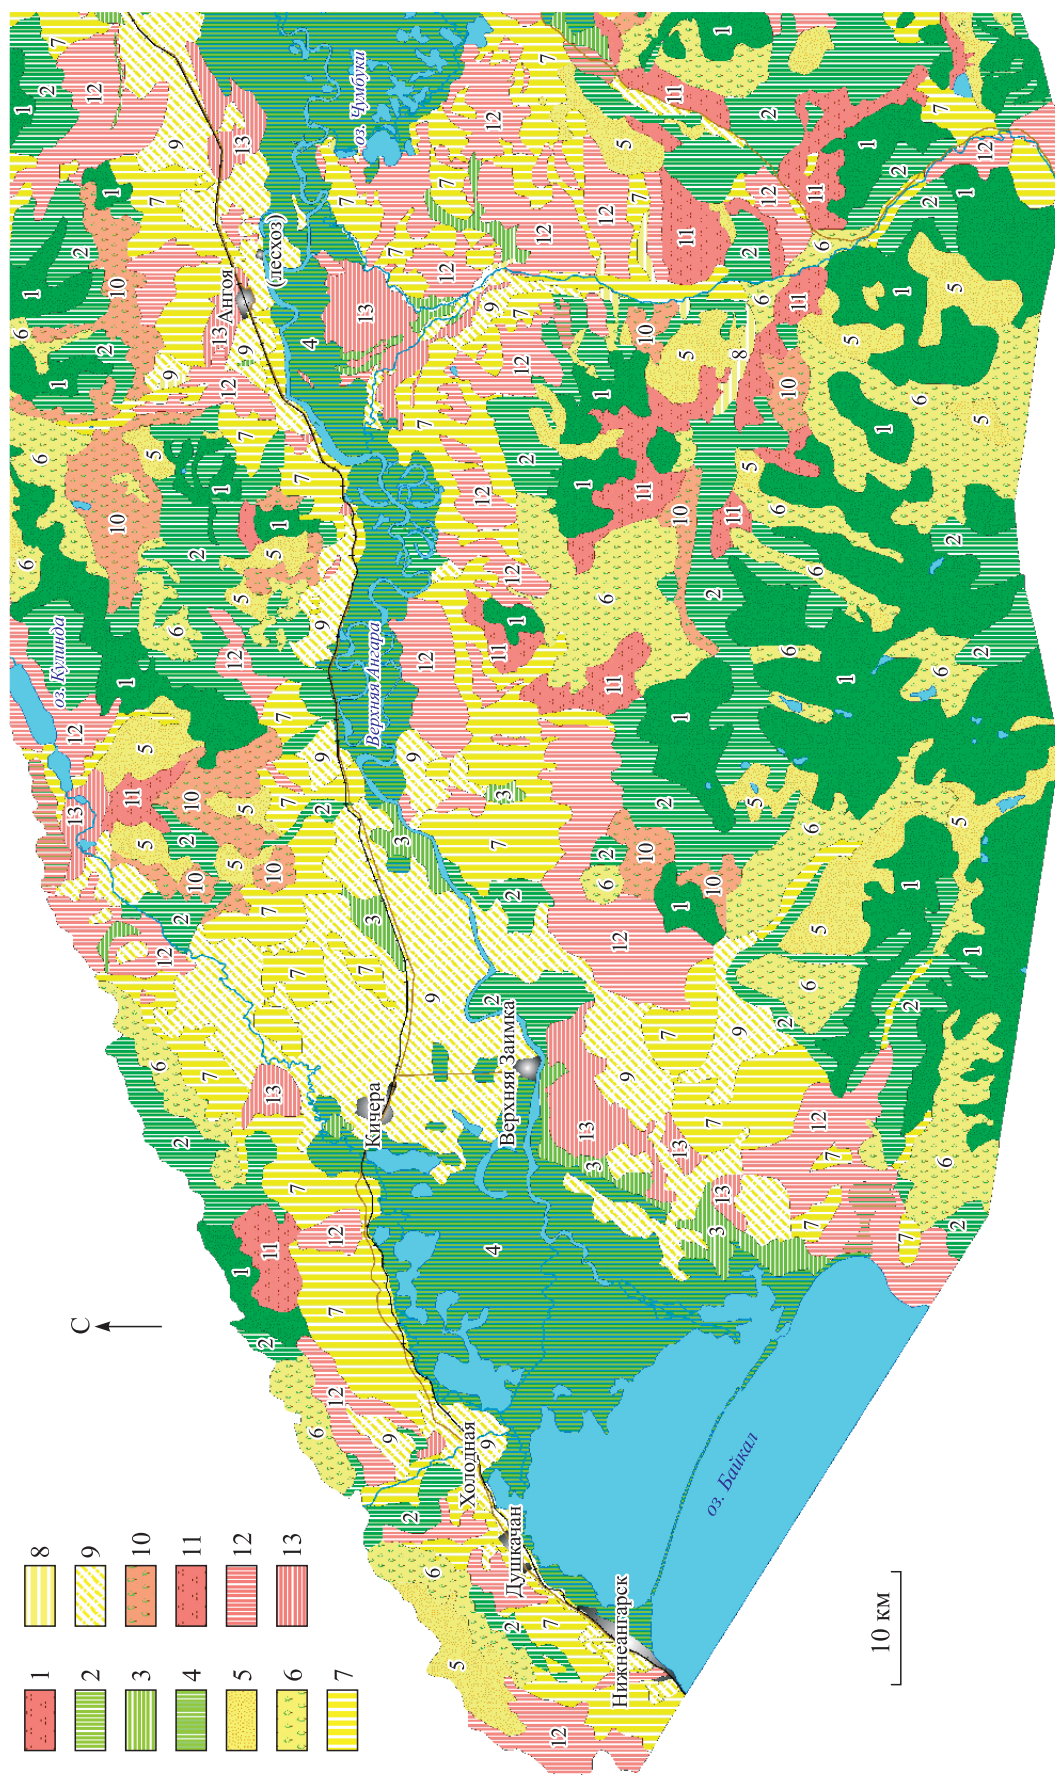 оз. Кулинда
оз. Чумбуки
Ангоя
(лесхоз)
Верхняя Ангара
Кичера
Верхняя Заимка
Холодная
Душкачан
Нижнеангарск
оз. Байкал
С
10 км
1
2
3
4
5
6
7
8
9
10
11
12
13